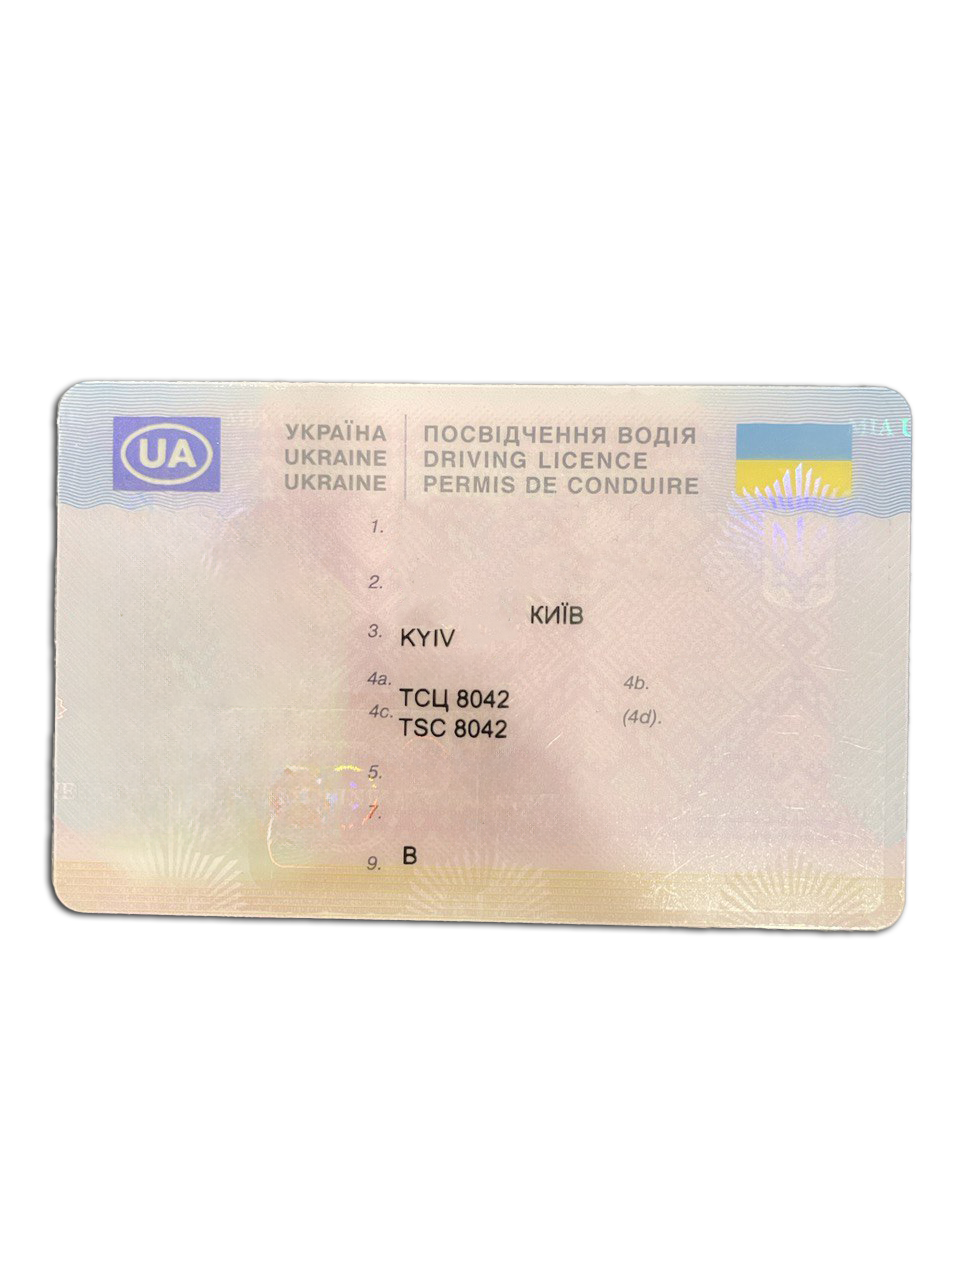 UA
УКРАЇНА
UKRAINE
UKRAINE
ПОСВІДЧЕННЯ ВОДІЯ
DRIVING LICENCE
PERMIS DE CONDUIRE
1.
2.
КИЇВ
3. KYIV
4a. 4b.
ТСЦ 8042
4c. (4d).
TSC 8042
5.
7.
9. B